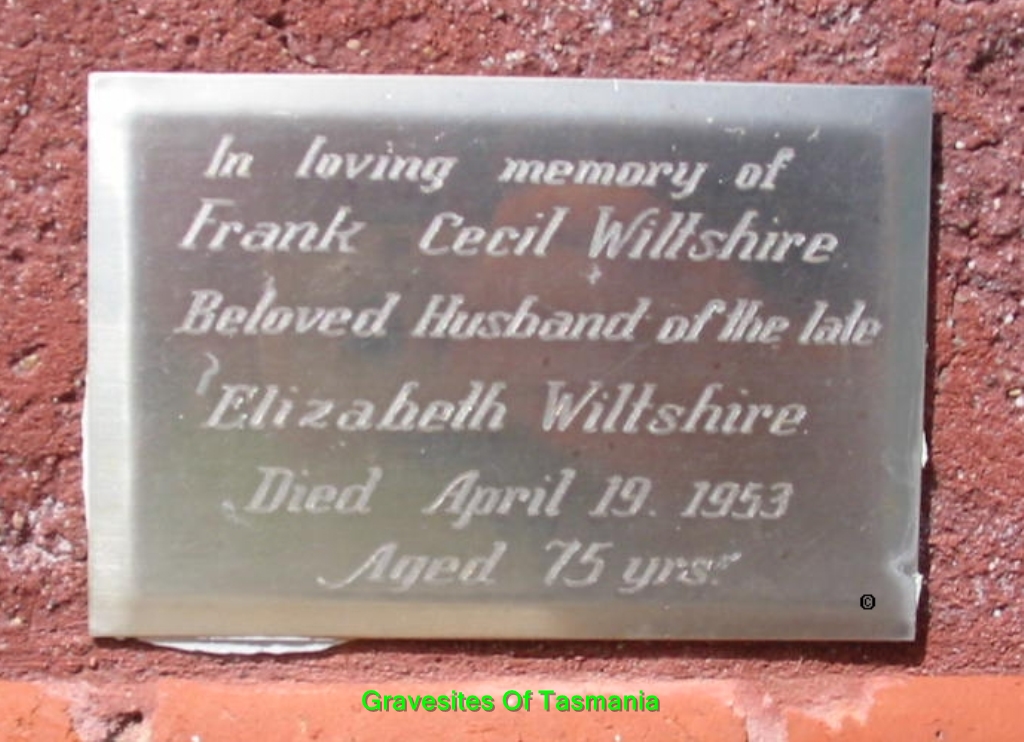 In loving memory of
Frank Cecil Wiltshire
Beloved Husband of the late
Elizabeth Wiltshire
Died April 19. 1953
Aged 75 yrs.
©
Gravesites Of Tasmania